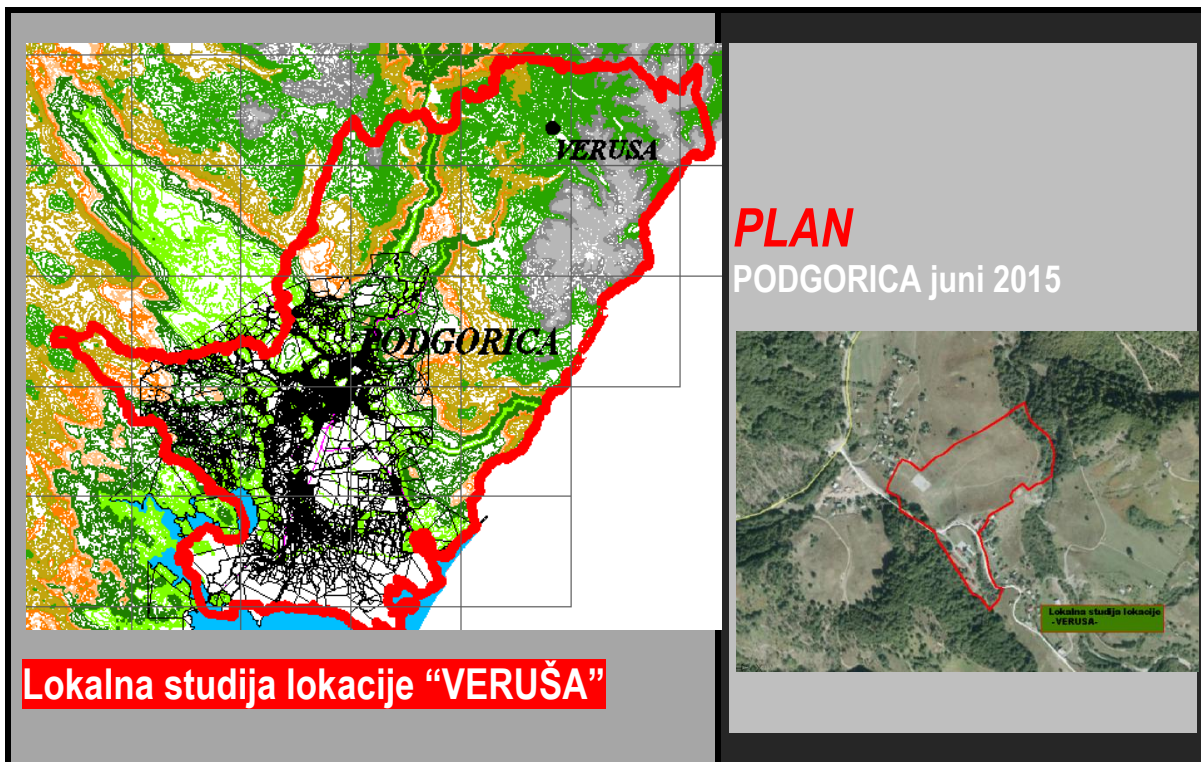 VERUSA
PODGORICA
Lokalna studija lokacije “VERUŠA”
PLAN
PODGORICA juni 2015
Lokalna studija lokacije
-VERUSA-